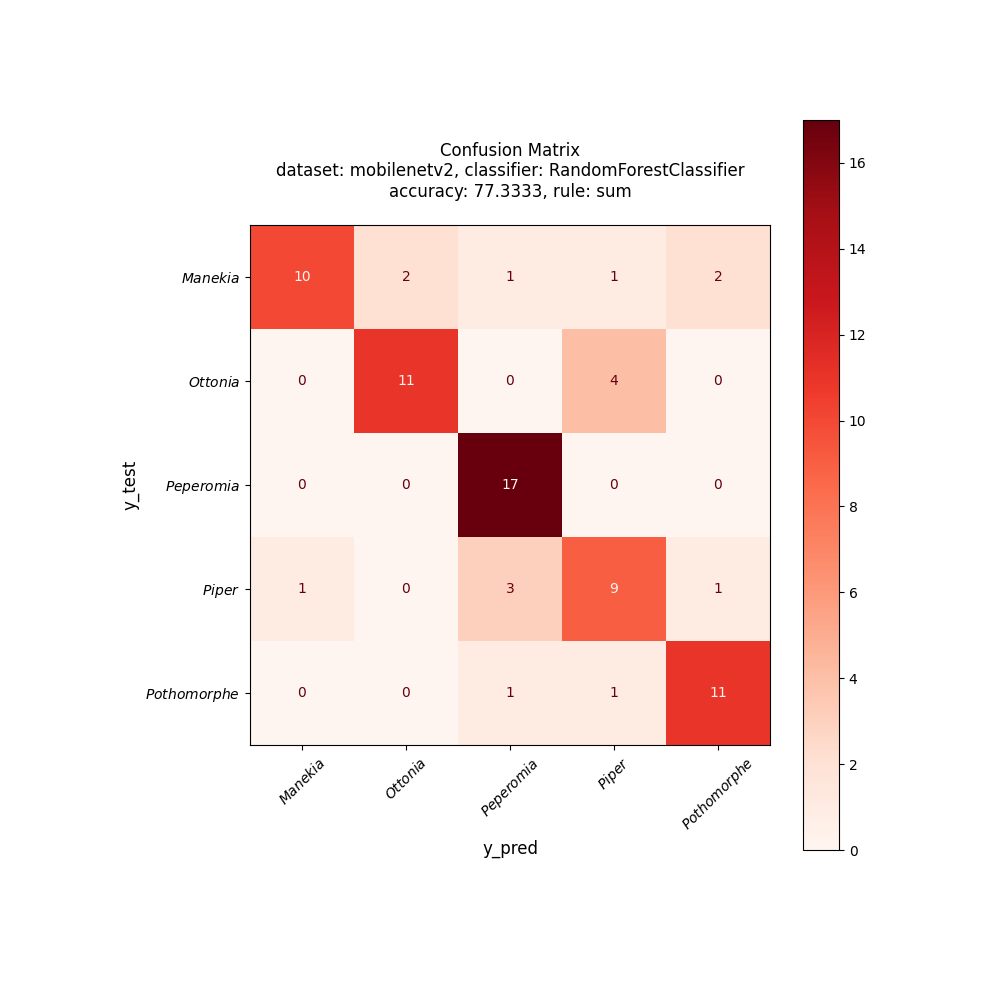 Confusion Matrix
dataset: mobilenetv2, classifier: RandomForestClassifier
accuracy: 77.3333, rule: sum
Manekia 10 2 1 1 2
Ottonia 0 11 0 4 0
Peperomia 0 0 17 0 0
Piper 1 0 3 9 1
Pothomorphe 0 0 1 1 11
y_test
Manekia Ottonia Peperomia Piper Pothomorphe
y_pred
16
14
12
10
8
6
4
2
0